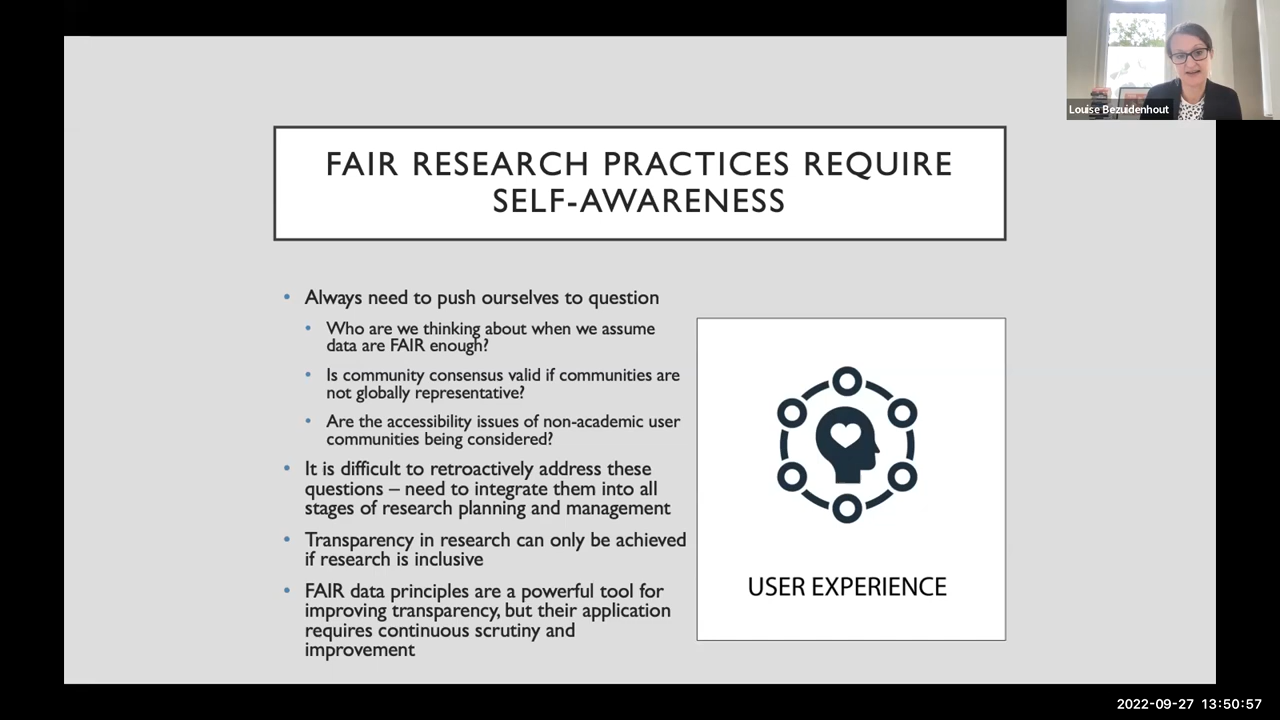 Louise Bezuidenhout
FAIR RESEARCH PRACTICES REQUIRE
SELF-AWARENESS
• Always need to push ourselves to question
• Who are we thinking about when we assume
data are FAIR enough?
• Is community consensus valid if communities are
not globally representative?
• Are the accessibility issues of non-academic user
communities being considered?
• It is difficult to retroactively address these
questions – need to integrate them into all
stages of research planning and management
• Transparency in research can only be achieved
if research is inclusive
• FAIR data principles are a powerful tool for
improving transparency, but their application
requires continuous scrutiny and
improvement
USER EXPERIENCE
2022-09-27 13:50:57